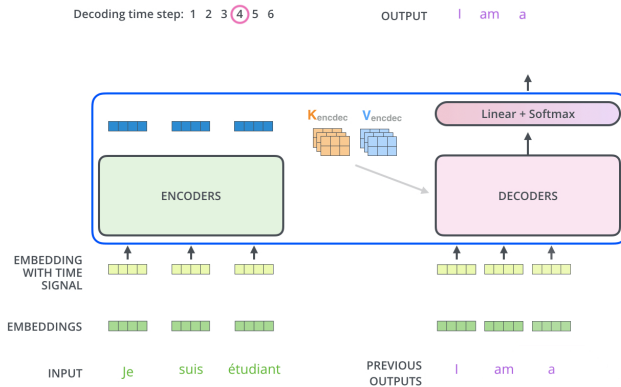 Decoding time step: 1 2 3 4 5 6
OUTPUT I am a
Kencdec Vencdec
Linear + Softmax
ENCODERS
DECODERS
EMBEDDING
WITH TIME
SIGNAL
EMBEDDINGS
INPUT Je suis étudiant
PREVIOUS
OUTPUTS
I am a